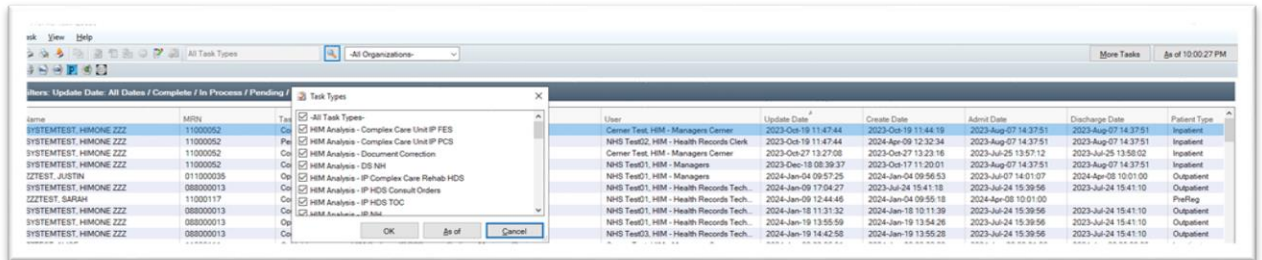 View Help
All Task Types -All Organizations- More Tasks As of 10:00:27 PM
Filters: Update Date: All Dates / Complete / In Process / Pending /
Task Types
-All Task Types-
HIM Analysis - Complex Care Unit IP FES
HIM Analysis - Complex Care Unit IP PCS
HIM Analysis - Document Correction
HIM Analysis - DS NH
HIM Analysis - IP Complex Care Rehab HDS
HIM Analysis - IP HDS Consult Orders
HIM Analysis - IP HDS TOC
HIM Analysis - IP NH
OK As of Cancel
Name MRN Tas User Update Date Create Date Admit Date Discharge Date Patient Type
SYSTEMTEST, HIMONE ZZZ 11000052 Co Cerner Test, HIM - Managers Cerner 2023-Oct-19 11:47:44 2023-Oct-19 11:44:19 2023-Aug-07 14:37:51 2023-Aug-07 14:37:51 Inpatient
SYSTEMTEST, HIMONE ZZZ 11000052 Pe NHS Test02, HIM - Health Records Clerk 2023-Oct-19 11:47:44 2024-Apr-09 12:32:34 2023-Aug-07 14:37:51 2023-Aug-07 14:37:51 Inpatient
SYSTEMTEST, HIMONE ZZZ 11000052 Co Cerner Test, HIM - Managers Cerner 2023-Oct-27 13:27:08 2023-Oct-27 13:23:16 2023-Jul-25 13:57:12 2023-Jul-25 13:58:02 Inpatient
SYSTEMTEST, HIMONE ZZZ 11000052 Co NHS Test01, HIM - Managers 2023-Dec-18 08:39:37 2023-Oct-17 11:20:01 2023-Aug-07 14:37:51 2023-Aug-07 14:37:51 Inpatient
ZZTEST, JUSTIN 011000035 Op NHS Test01, HIM - Managers 2024-Jan-04 09:57:25 2024-Jan-04 09:56:53 2023-Jul-07 14:01:07 2024-Apr-08 10:01:00 Outpatient
SYSTEMTEST, HIMONE ZZZ 088000013 Co NHS Test01, HIM - Health Records Tech... 2024-Jan-09 17:04:27 2023-Jul-24 15:41:18 2023-Jul-24 15:39:56 2023-Jul-24 15:41:10 Outpatient
ZZZTEST, SARAH 11000117 Co NHS Test01, HIM - Health Records Tech... 2024-Jan-09 12:44:46 2024-Jan-04 09:55:18 2024-Apr-08 10:01:00 PreReg
SYSTEMTEST, HIMONE ZZZ 088000013 Co NHS Test01, HIM - Health Records Tech... 2024-Jan-18 11:31:32 2024-Jan-18 10:11:39 2023-Jul-24 15:39:56 2023-Jul-24 15:41:10 Outpatient
SYSTEMTEST, HIMONE ZZZ 088000013 Op NHS Test01, HIM - Health Records Tech... 2024-Jan-19 13:55:59 2024-Jan-19 13:54:26 2023-Jul-24 15:39:56 2023-Jul-24 15:41:10 Outpatient
SYSTEMTEST, HIMONE ZZZ 088000013 Co NHS Test03, HIM - Health Records Tech... 2024-Jan-19 14:42:58 2024-Jan-19 13:55:28 2023-Jul-24 15:39:56 2023-Jul-24 15:41:10 Outpatient